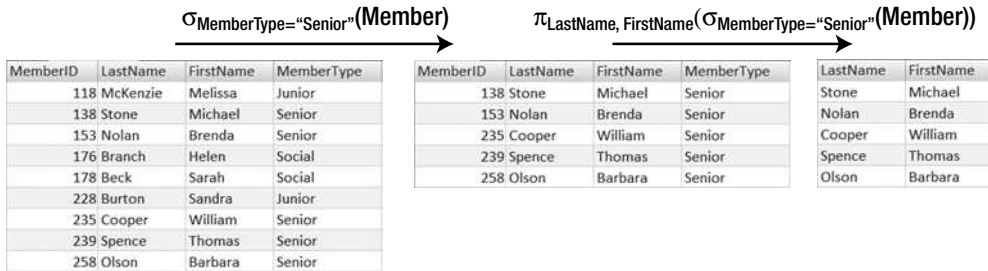 σMemberType="Senior"(Member)
πLastName, FirstName(σMemberType="Senior"(Member))
MemberID LastName FirstName MemberType
118 McKenzie Melissa Junior
138 Stone Michael Senior
153 Nolan Brenda Senior
176 Branch Helen Social
178 Beck Sarah Social
228 Burton Sandra Junior
235 Cooper William Senior
239 Spence Thomas Senior
258 Olson Barbara Senior
MemberID LastName FirstName MemberType
138 Stone Michael Senior
153 Nolan Brenda Senior
235 Cooper William Senior
239 Spence Thomas Senior
258 Olson Barbara Senior
LastName FirstName
Stone Michael
Nolan Brenda
Cooper William
Spence Thomas
Olson Barbara